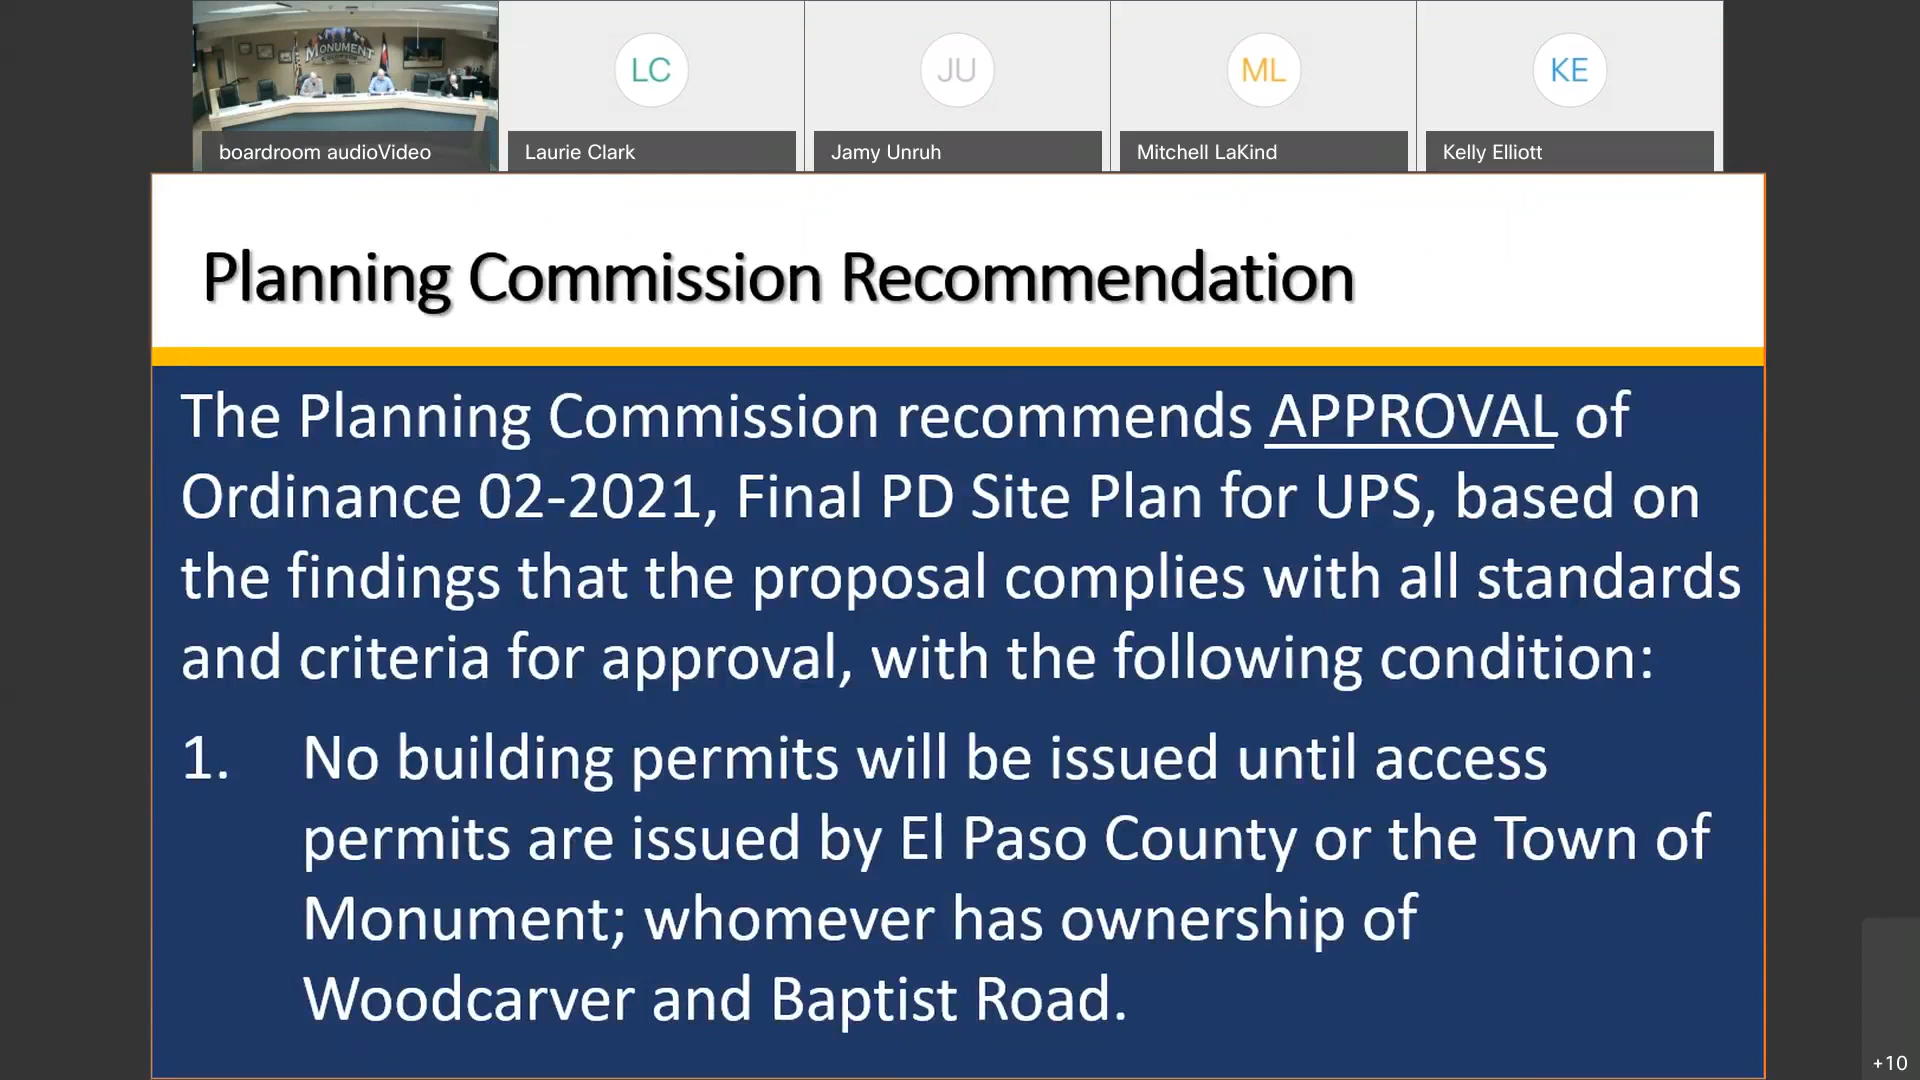 MONUMENT
LC
JU
ML
KE
boardroom audioVideo
Laurie Clark
Jamy Unruh
Mitchell LaKind
Kelly Elliott
Planning Commission Recommendation
The Planning Commission recommends APPROVAL of
Ordinance 02-2021, Final PD Site Plan for UPS, based on
the findings that the proposal complies with all standards
and criteria for approval, with the following condition:
1. No building permits will be issued until access
permits are issued by El Paso County or the Town of
Monument; whomever has ownership of
Woodcarver and Baptist Road.
+10